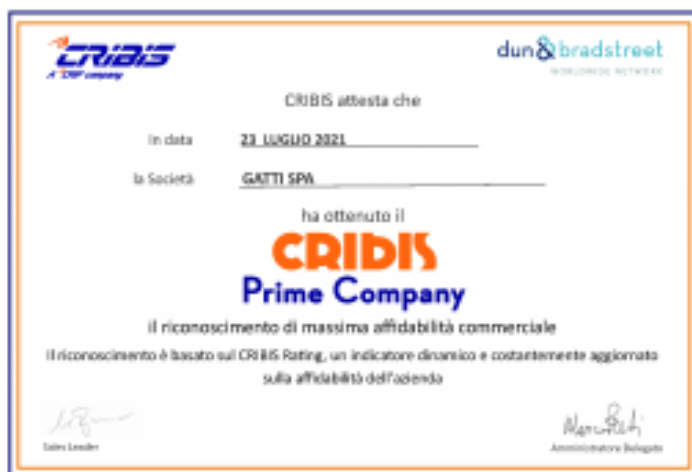 CRIBIS
A CRIF company
dun & bradstreet
WORLDWIDE NETWORK
CRIBIS attesta che
In data 23 LUGLIO 2021
la Società GATTI SPA
ha ottenuto il
CRIBIS
Prime Company
il riconoscimento di massima affidabilità commerciale
Il riconoscimento è basato sul CRIBIS Rating, un indicatore dinamico e costantemente aggiornato
sulla affidabilità dell'azienda
Sales Leader
Amministratore Delegato